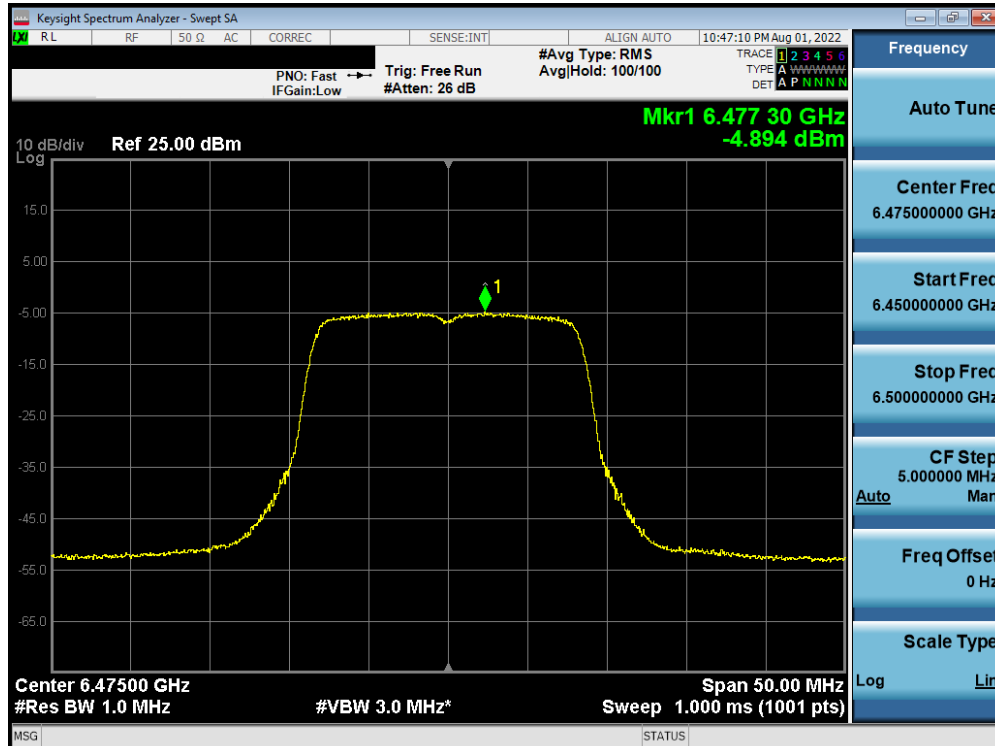 Keysight Spectrum Analyzer - Swept SA
LXI RL RF 50 Ω AC CORREC SENSE:INT ALIGN AUTO 10:47:10 PM Aug 01, 2022
Frequency
PNO: Fast
IFGain:Low
Trig: Free Run
#Atten: 26 dB
#Avg Type: RMS
Avg|Hold: 100/100
TRACE 1 2 3 4 5 6
TYPE A WWWWW
DET A P N N N N
Mkr1 6.477 30 GHz
-4.894 dBm
10 dB/div Ref 25.00 dBm
Log
15.0
5.00
-5.00
-15.0
-25.0
-35.0
-45.0
-55.0
-65.0
1
Center 6.47500 GHz Span 50.00 MHz
#Res BW 1.0 MHz #VBW 3.0 MHz* Sweep 1.000 ms (1001 pts)
MSG STATUS
Auto Tune
Center Freq
6.475000000 GHz
Start Freq
6.450000000 GHz
Stop Freq
6.500000000 GHz
CF Step
5.000000 MHz
Auto Man
Freq Offset
0 Hz
Scale Type
Log Lin